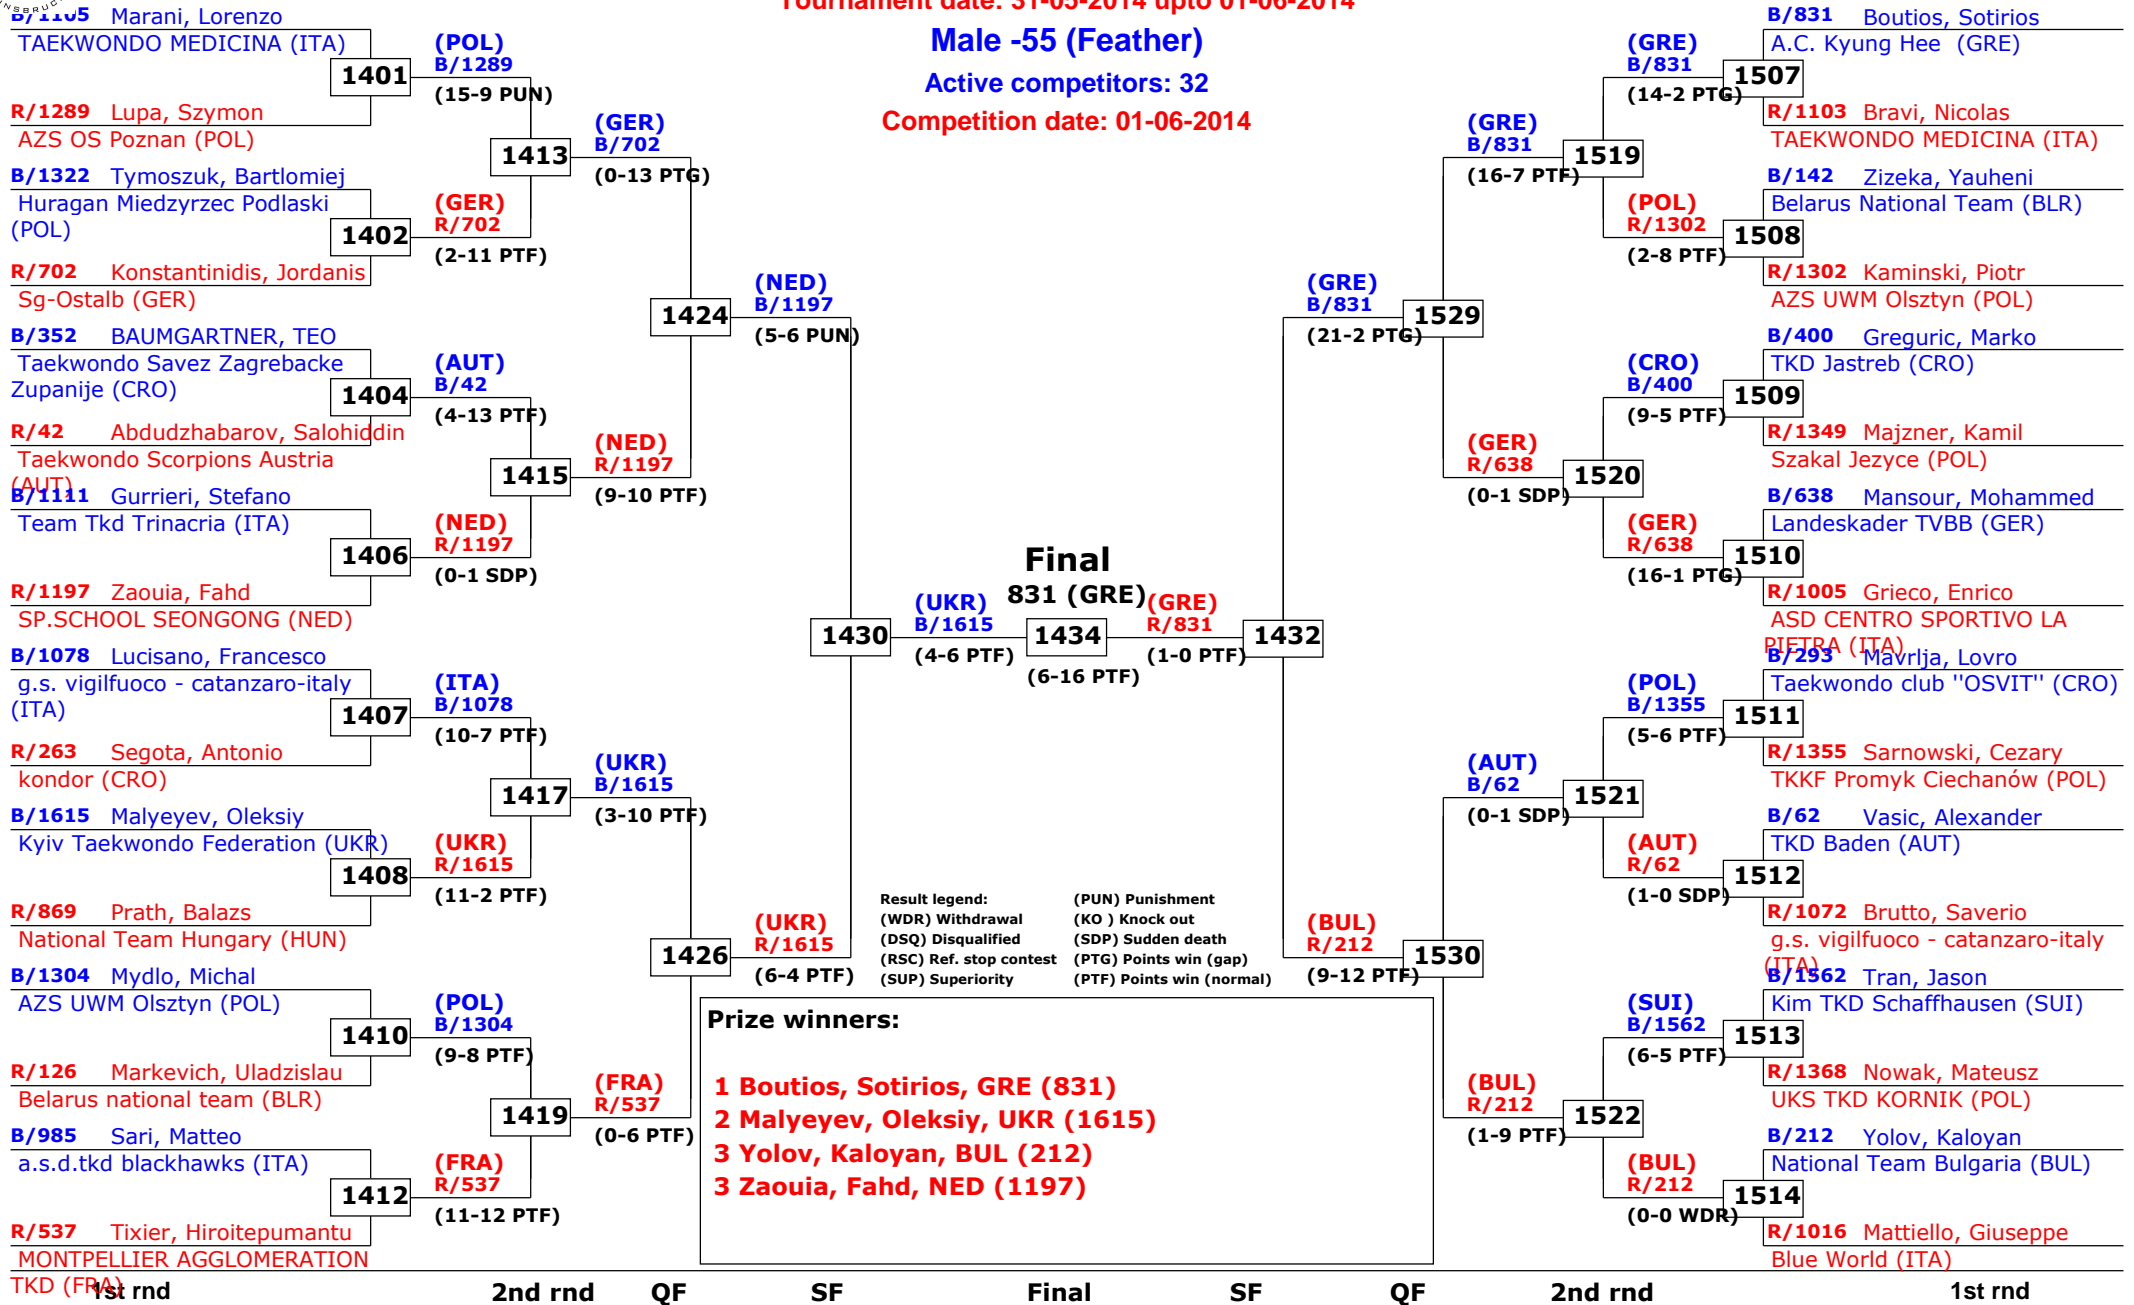 NSBRUC
Tournament date: 31-05-2014 upto 01-06-2014
Male -55 (Feather)
Active competitors: 32
Competition date: 01-06-2014
B/1105 Marani, Lorenzo
TAEKWONDO MEDICINA (ITA)
1401
R/1289 Lupa, Szymon
AZS OS Poznan (POL)
B/1322 Tymoszuk, Bartlomiej
Huragan Miedzyrzec Podlaski
(POL)
1402
R/702 Konstantinidis, Jordanis
Sg-Ostalb (GER)
B/352 BAUMGARTNER, TEO
Taekwondo Savez Zagrebacke
Zupanije (CRO)
1404
R/42 Abdudzhabarov, Salohiddin
Taekwondo Scorpions Austria
(AUT)
B/1111 Gurrieri, Stefano
Team Tkd Trinacria (ITA)
1406
R/1197 Zaouia, Fahd
SP.SCHOOL SEONGONG (NED)
B/1078 Lucisano, Francesco
g.s. vigilfuoco - catanzaro-italy
(ITA)
1407
R/263 Segota, Antonio
kondor (CRO)
B/1615 Malyeyev, Oleksiy
Kyiv Taekwondo Federation (UKR)
1408
R/869 Prath, Balazs
National Team Hungary (HUN)
B/1304 Mydlo, Michal
AZS UWM Olsztyn (POL)
1410
R/126 Markevich, Uladzislau
Belarus national team (BLR)
B/985 Sari, Matteo
a.s.d.tkd blackhawks (ITA)
1412
R/537 Tixier, Hiroitepumantu
MONTPELLIER AGGLOMERATION
TKD (FRA)
(POL)
B/1289
(15-9 PUN)
1413
(GER)
R/702
(2-11 PTF)
(AUT)
B/42
(4-13 PTF)
1415
(NED)
R/1197
(0-1 SDP)
(ITA)
B/1078
(10-7 PTF)
1417
(UKR)
R/1615
(11-2 PTF)
(POL)
B/1304
(9-8 PTF)
1419
(FRA)
R/537
(11-12 PTF)
(GER)
B/702
(0-13 PTG)
1424
(NED)
R/1197
(9-10 PTF)
(UKR)
B/1615
(3-10 PTF)
1426
(FRA)
R/537
(0-6 PTF)
(NED)
B/1197
(5-6 PUN)
1430
(UKR)
R/1615
(6-4 PTF)
(UKR)
B/1615
(4-6 PTF)
Final
831 (GRE)
1434
(6-16 PTF)
(GRE)
R/831
(1-0 PTF)
1432
(GRE)
B/831
(21-2 PTG)
1529
(BUL)
R/212
(9-12 PTF)
1530
(GRE)
B/831
(16-7 PTF)
1519
(GER)
R/638
(0-1 SDP)
1520
(AUT)
B/62
(0-1 SDP)
1521
(BUL)
R/212
(1-9 PTF)
1522
(GRE)
B/831
(14-2 PTG)
1507
(POL)
R/1302
(2-8 PTF)
1508
(CRO)
B/400
(9-5 PTF)
1509
(GER)
R/638
(16-1 PTG)
1510
(POL)
B/1355
(5-6 PTF)
1511
(AUT)
R/62
(1-0 SDP)
1512
(SUI)
B/1562
(6-5 PTF)
1513
(BUL)
R/212
(0-0 WDR)
1514
B/831 Boutios, Sotirios
A.C. Kyung Hee (GRE)
R/1103 Bravi, Nicolas
TAEKWONDO MEDICINA (ITA)
B/142 Zizeka, Yauheni
Belarus National Team (BLR)
R/1302 Kaminski, Piotr
AZS UWM Olsztyn (POL)
B/400 Greguric, Marko
TKD Jastreb (CRO)
R/1349 Majzner, Kamil
Szakal Jezyce (POL)
B/638 Mansour, Mohammed
Landeskader TVBB (GER)
R/1005 Grieco, Enrico
ASD CENTRO SPORTIVO LA
PIETRA (ITA)
B/293 Mavrlja, Lovro
Taekwondo club "OSVIT" (CRO)
R/1355 Sarnowski, Cezary
TKKF Promyk Ciechanów (POL)
B/62 Vasic, Alexander
TKD Baden (AUT)
R/1072 Brutto, Saverio
g.s. vigilfuoco - catanzaro-italy
(ITA)
B/1562 Tran, Jason
Kim TKD Schaffhausen (SUI)
R/1368 Nowak, Mateusz
UKS TKD KORNIK (POL)
B/212 Yolov, Kaloyan
National Team Bulgaria (BUL)
R/1016 Mattiello, Giuseppe
Blue World (ITA)
Result legend: (PUN) Punishment
(WDR) Withdrawal (KO ) Knock out
(DSQ) Disqualified (SDP) Sudden death
(RSC) Ref. stop contest (PTG) Points win (gap)
(SUP) Superiority (PTF) Points win (normal)
Prize winners:
1 Boutios, Sotirios, GRE (831)
2 Malyeyev, Oleksiy, UKR (1615)
3 Yolov, Kaloyan, BUL (212)
3 Zaouia, Fahd, NED (1197)
1st rnd 2nd rnd QF SF Final SF QF 2nd rnd 1st rnd